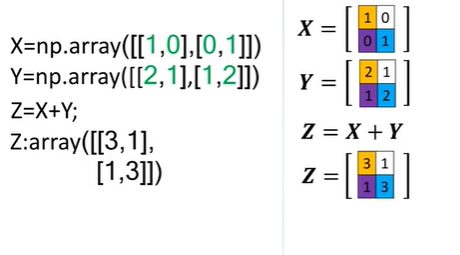 X=np.array([[1,0],[0,1]])
Y=np.array([[2,1],[1,2]])
Z=X+Y;
Z:array([[3,1],
[1,3]])
X = [ 1 0
0 1 ]
Y = [ 2 1
1 2 ]
Z = X + Y
Z = [ 3 1
1 3 ]